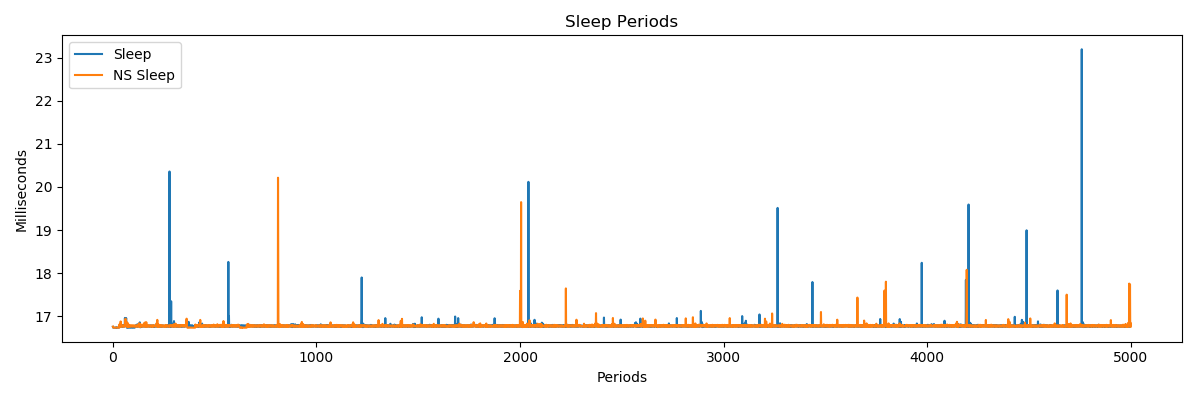 Sleep Periods
Sleep
NS Sleep
Milliseconds
23
22
21
20
19
18
17
0 1000 2000 3000 4000 5000
Periods